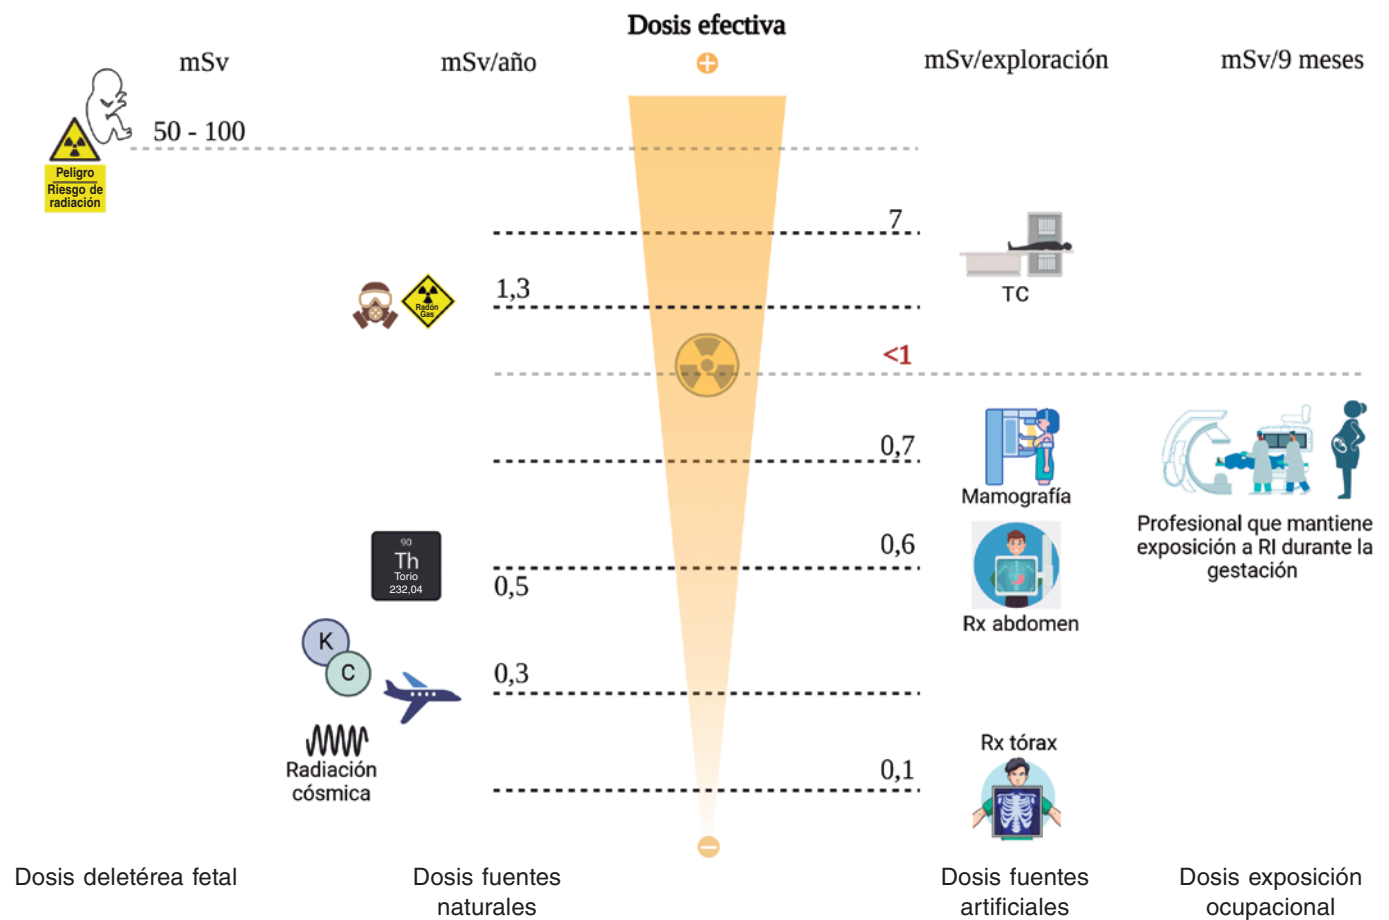 Dosis efectiva
mSv
mSv/año
mSv/exploración
mSv/9 meses
50 - 100
Peligro
Riesgo de
radiación
7
TC
1,3
Radón
Gas
<1
0,7
Mamografía
Profesional que mantiene
exposición a RI durante la
gestación
90
Th
Torio
232,04
0,5
0,6
Rx abdomen
K
C
0,3
Radiación
cósmica
Rx tórax
0,1
Dosis deletérea fetal
Dosis fuentes
naturales
Dosis fuentes
artificiales
Dosis exposición
ocupacional